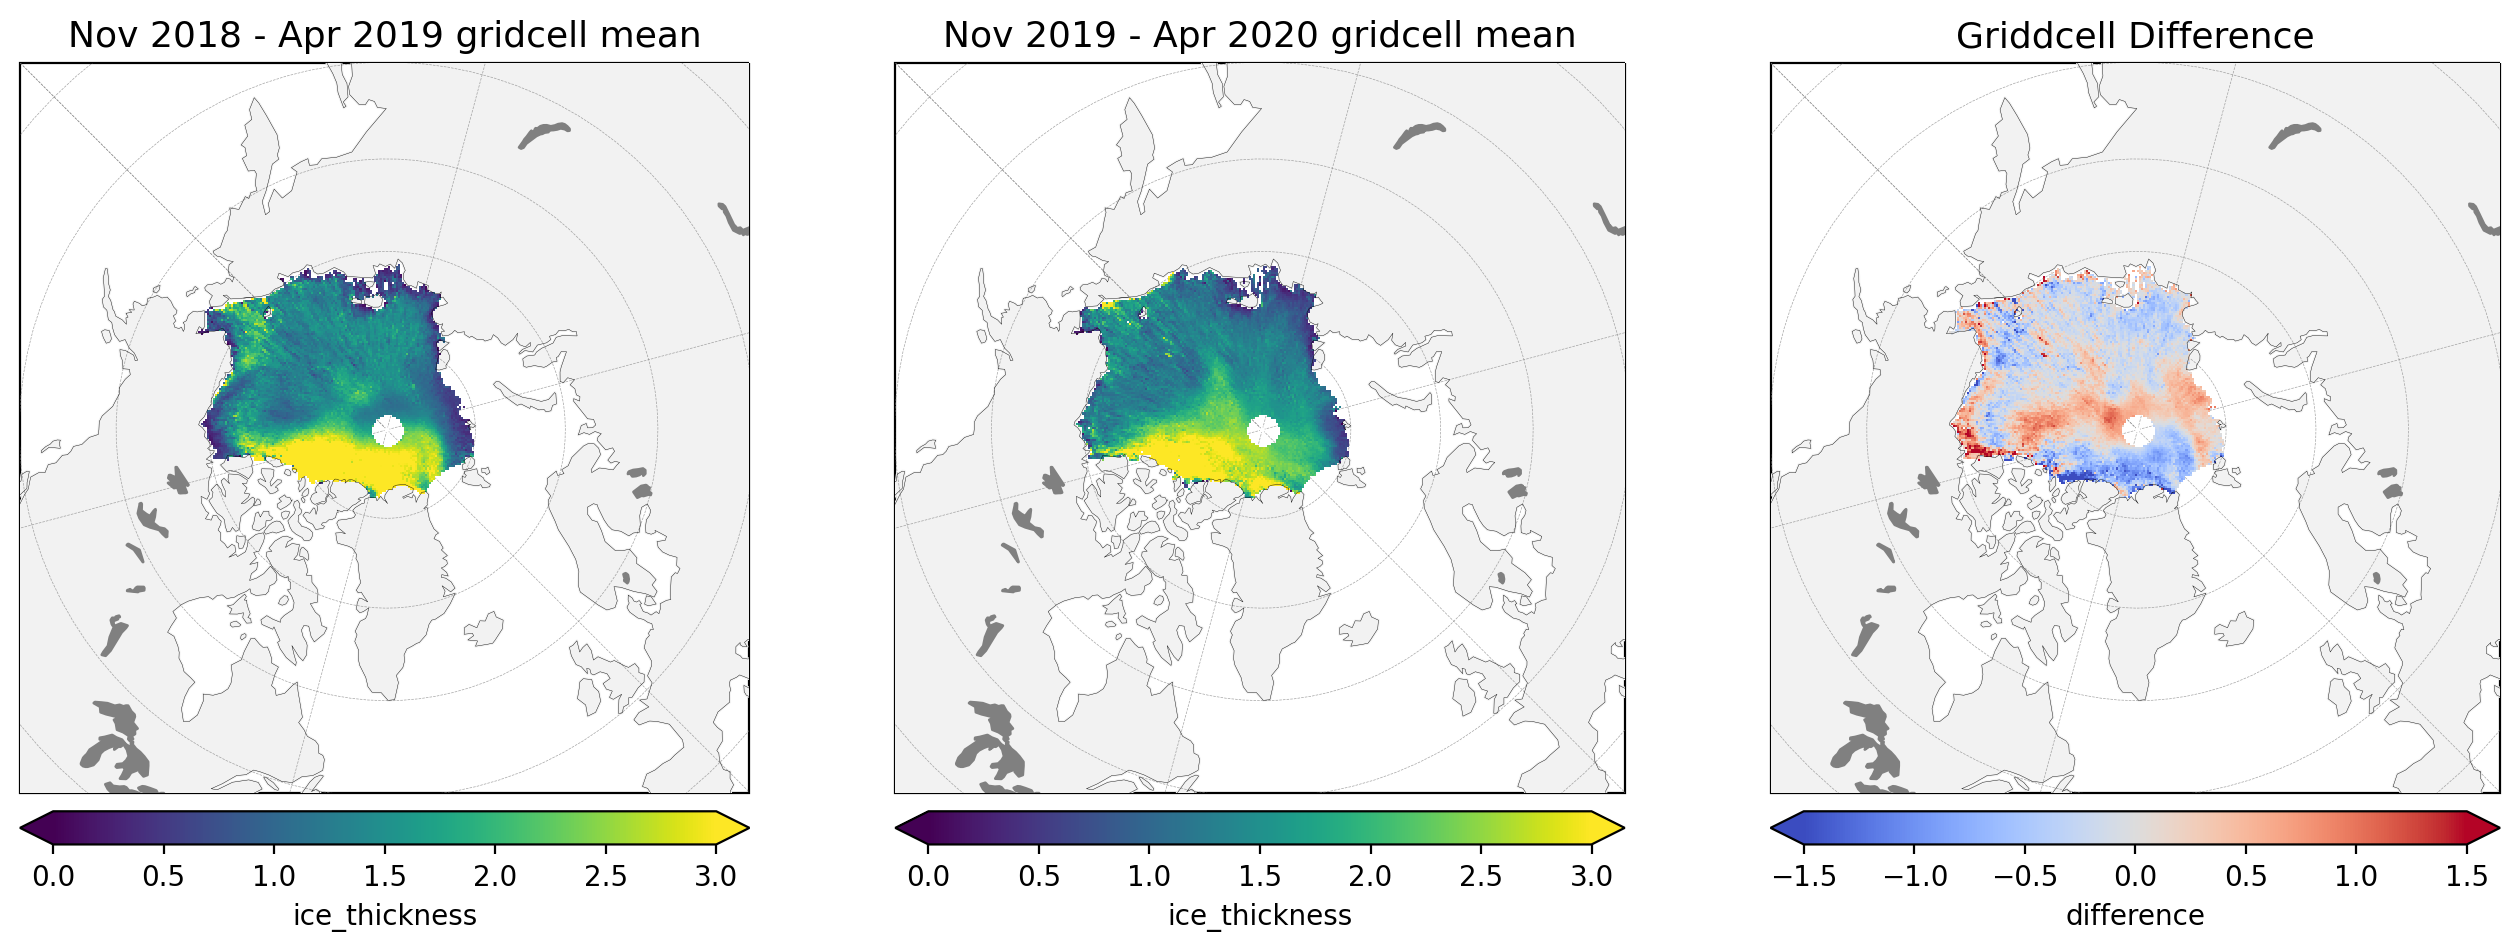 Nov 2018 - Apr 2019 gridcell mean
Nov 2019 - Apr 2020 gridcell mean
Griddcell Difference
0.0 0.5 1.0 1.5 2.0 2.5 3.0
ice_thickness
0.0 0.5 1.0 1.5 2.0 2.5 3.0
ice_thickness
−1.5 −1.0 −0.5 0.0 0.5 1.0 1.5
difference